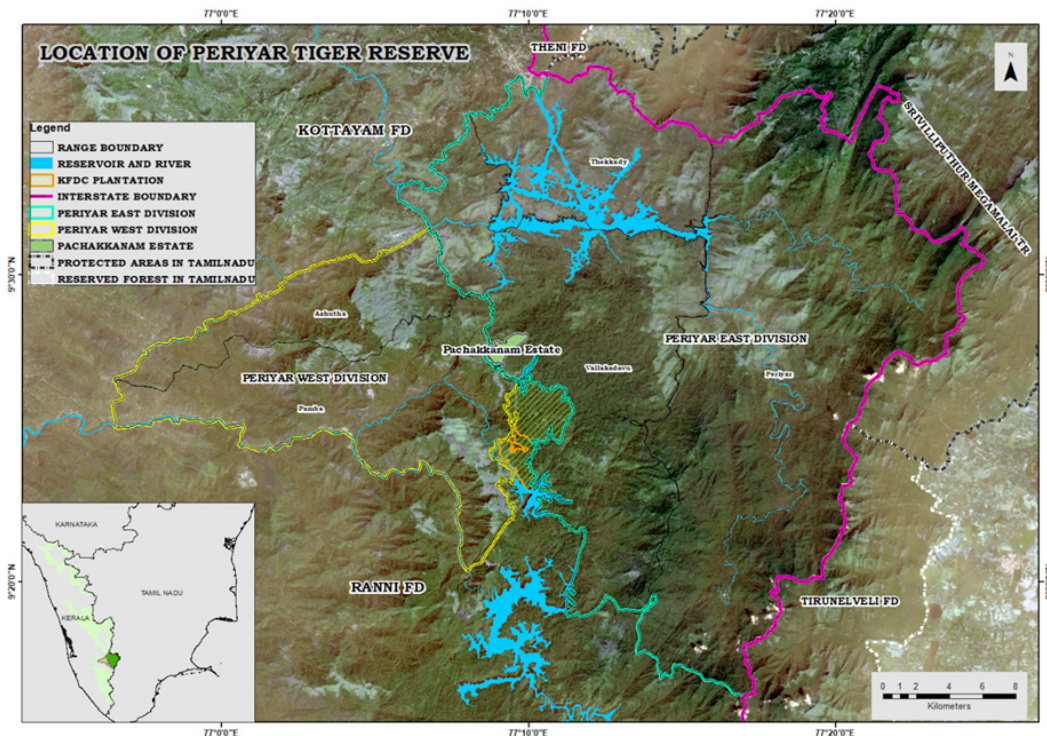 77°0'0"E
77°10'0"E
77°20'0"E
LOCATION OF PERIYAR TIGER RESERVE
THENI FD
N
Legend
RANGE BOUNDARY
RESERVOIR AND RIVER
KFDC PLANTATION
INTERSTATE BOUNDARY
PERIYAR EAST DIVISION
PERIYAR WEST DIVISION
PACHAKKANAM ESTATE
PROTECTED AREAS IN TAMILNADU
RESERVED FOREST IN TAMILNADU
KOTTAYAM FD
SRIVILLIPUTHUR MEGAMALAI TR
Thekkady
9°30'0"N
Azhutha
Pachakkanam Estate
PERIYAR EAST DIVISION
Vallakadavu
Periyar
PERIYAR WEST DIVISION
Pamba
KARNATAKA
TAMIL NADU
KERALA
9°20'0"N
RANNI FD
TIRUNELVELI FD
0 1 2 4 6 8
Kilometers
77°0'0"E
77°10'0"E
77°20'0"E